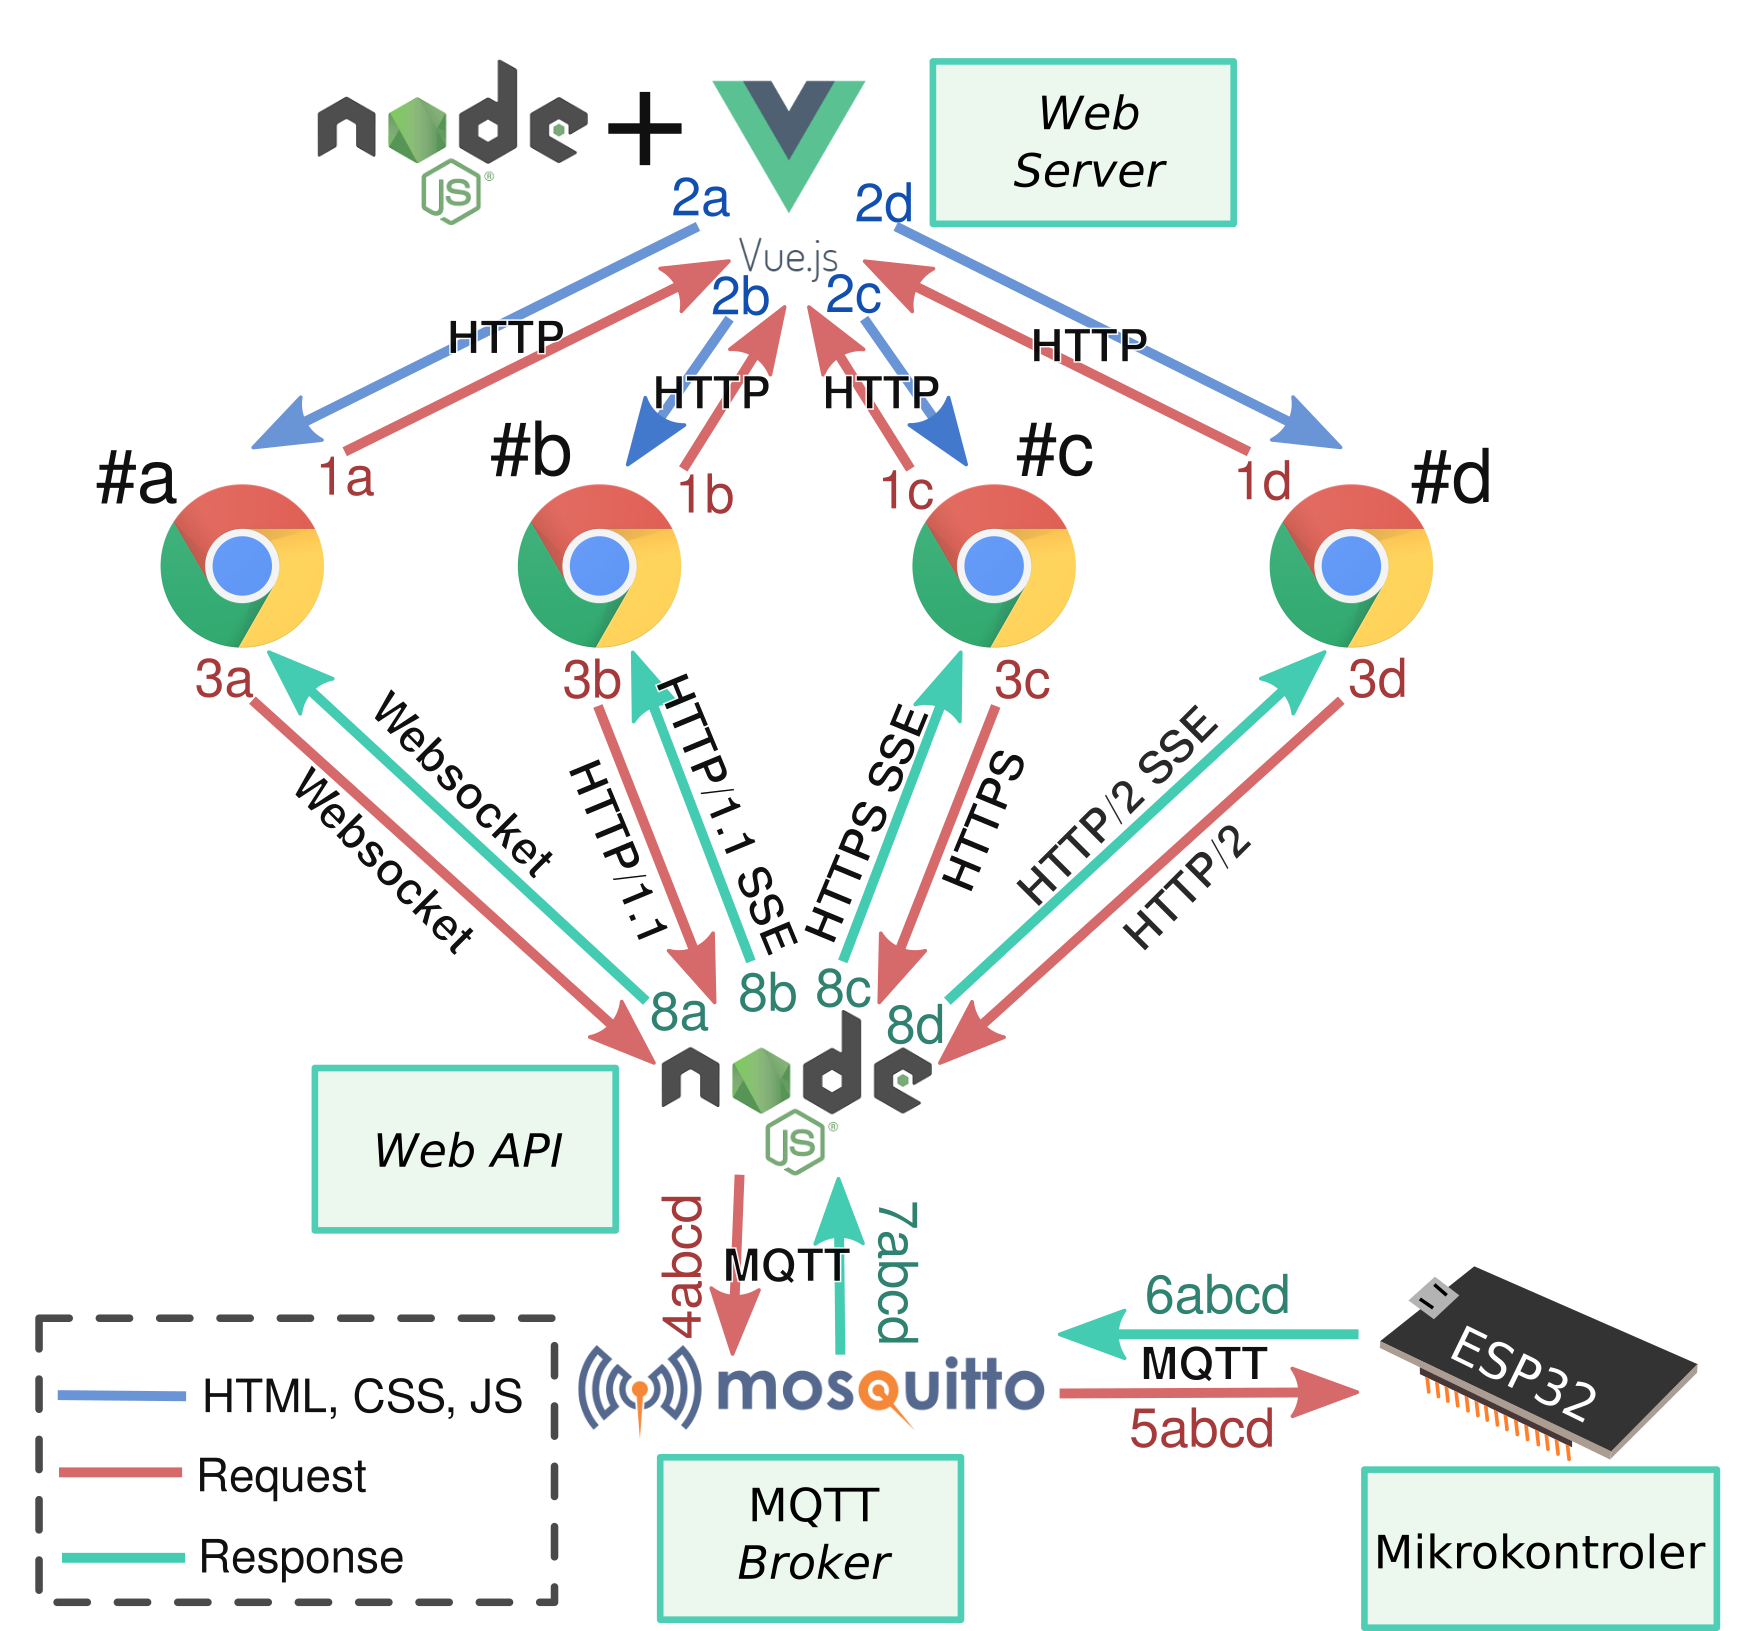 node
JS®
+
Vue.js
Web
Server
2a
2d
2b
2c
HTTP
HTTP
HTTP
HTTP
#a
#b
#c
#d
1a
1b
1c
1d
3a
3b
3c
3d
Websocket
Websocket
HTTP/1.1
HTTP/1.1 SSE
HTTPS SSE
HTTPS
HTTP/2 SSE
HTTP/2
8a
8b
8c
8d
node
JS®
Web API
4abcd
MQTT
7abcd
mosquitto
MQTT
Broker
6abcd
MQTT
5abcd
ESP32
Mikrokontroler
HTML, CSS, JS
Request
Response